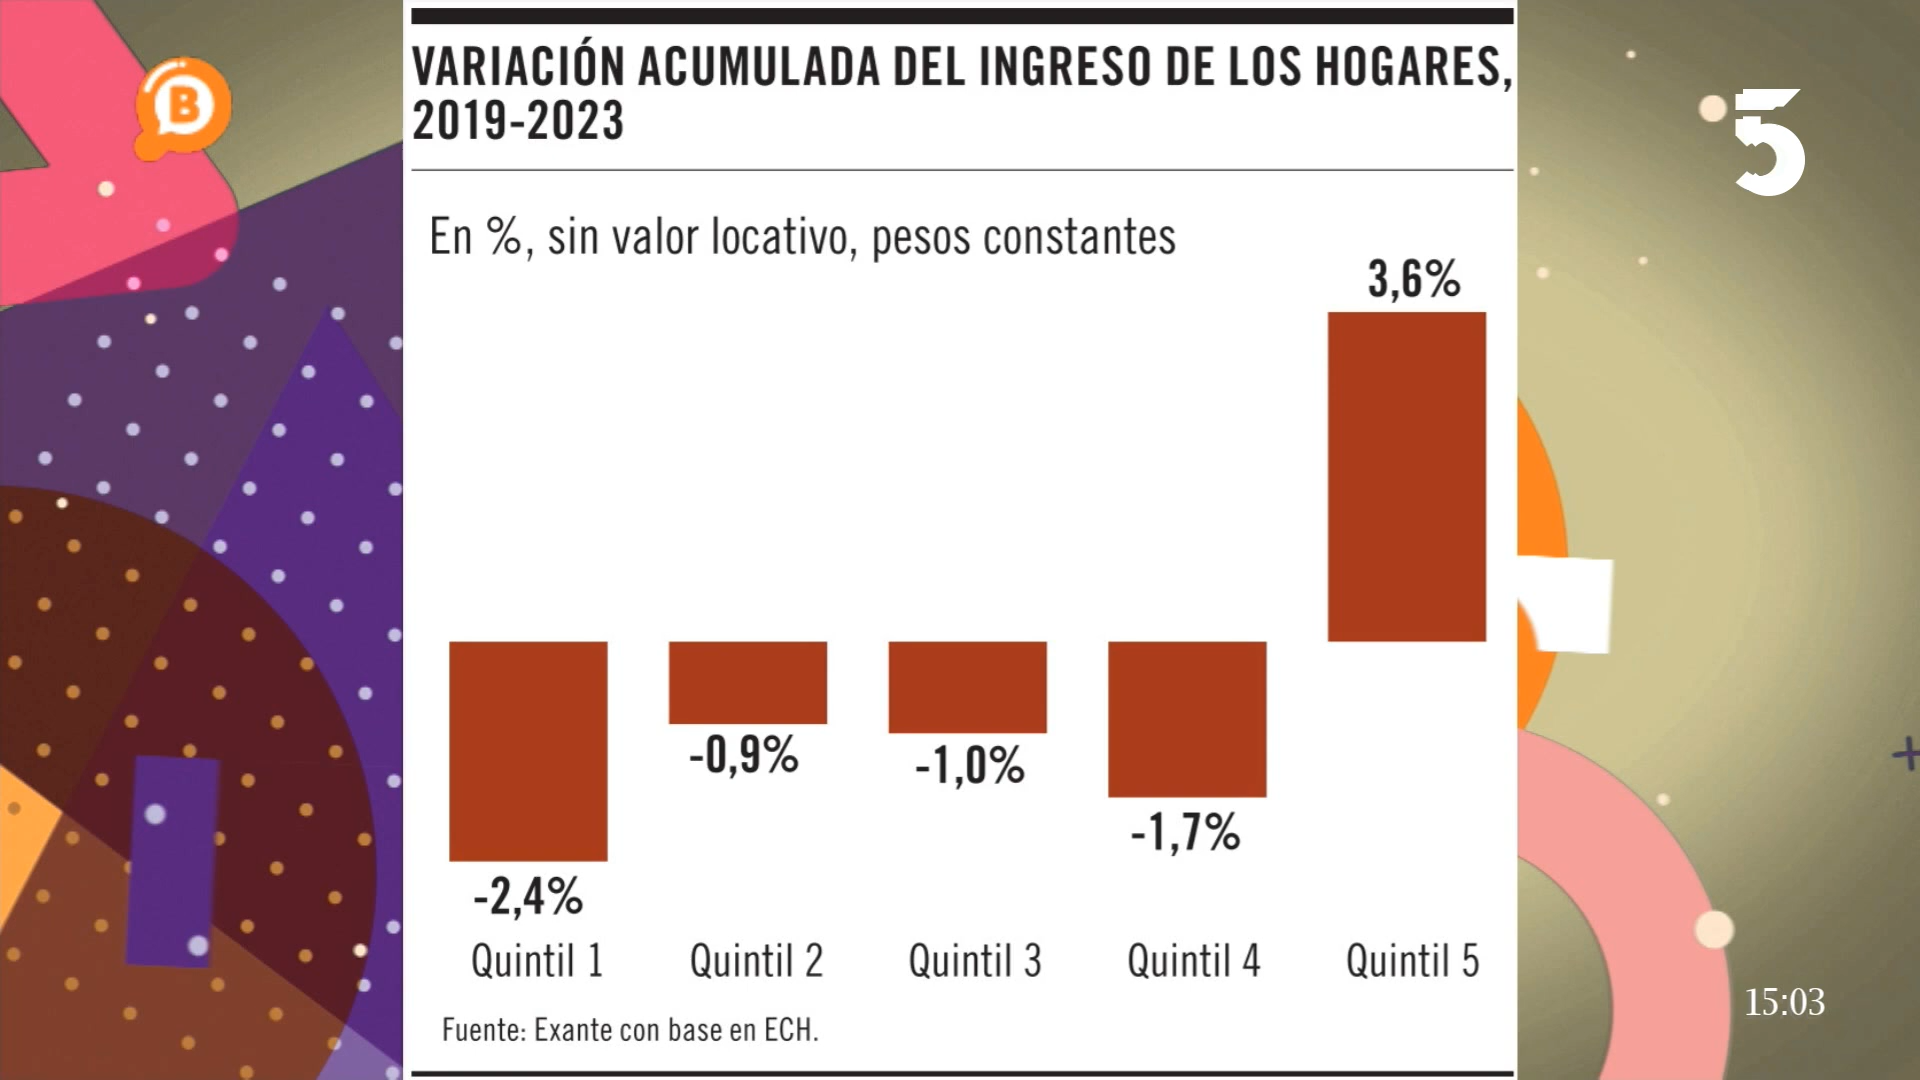 B
VARIACIÓN ACUMULADA DEL INGRESO DE LOS HOGARES,
2019-2023
5
En %, sin valor locativo, pesos constantes
3,6%
-0,9%
-1,0%
-1,7%
-2,4%
Quintil 1 Quintil 2 Quintil 3 Quintil 4 Quintil 5
15:03
Fuente: Exante con base en ECH.